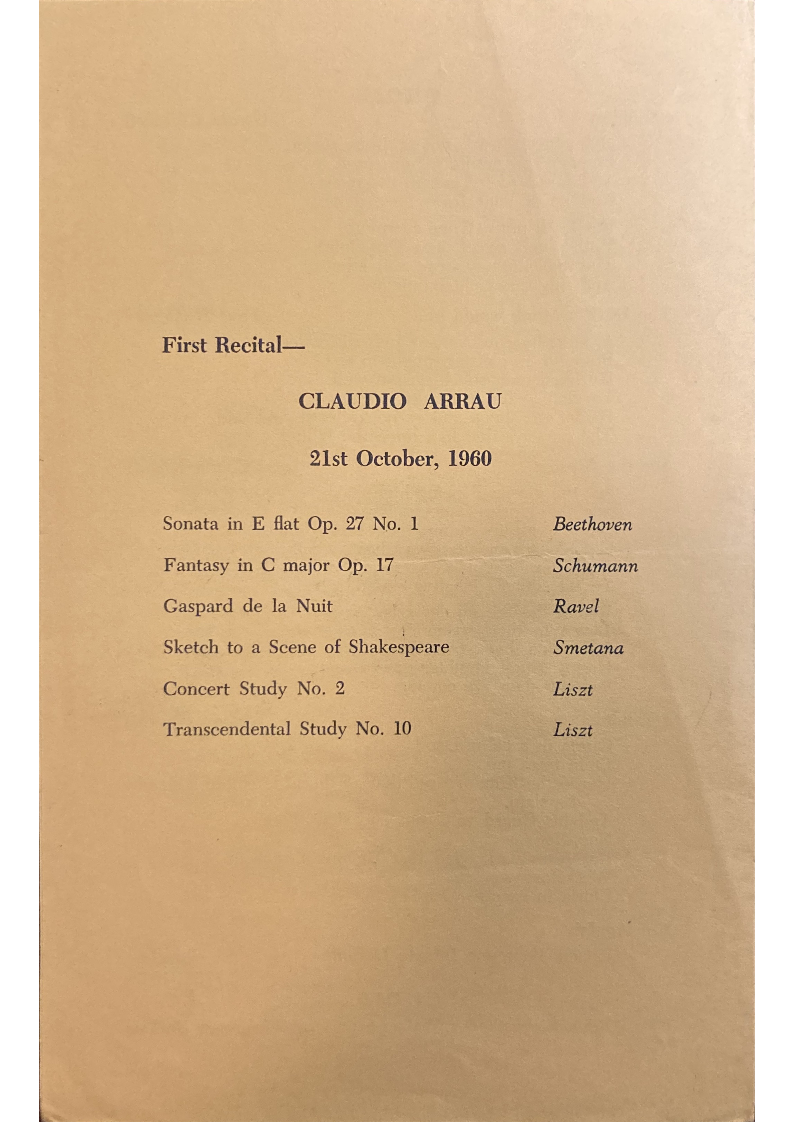 First Recital—
CLAUDIO ARRAU
21st October, 1960
Sonata in E flat Op. 27 No. 1 Beethoven
Fantasy in C major Op. 17 Schumann
Gaspard de la Nuit Ravel
Sketch to a Scene of Shakespeare Smetana
Concert Study No. 2 Liszt
Transcendental Study No. 10 Liszt